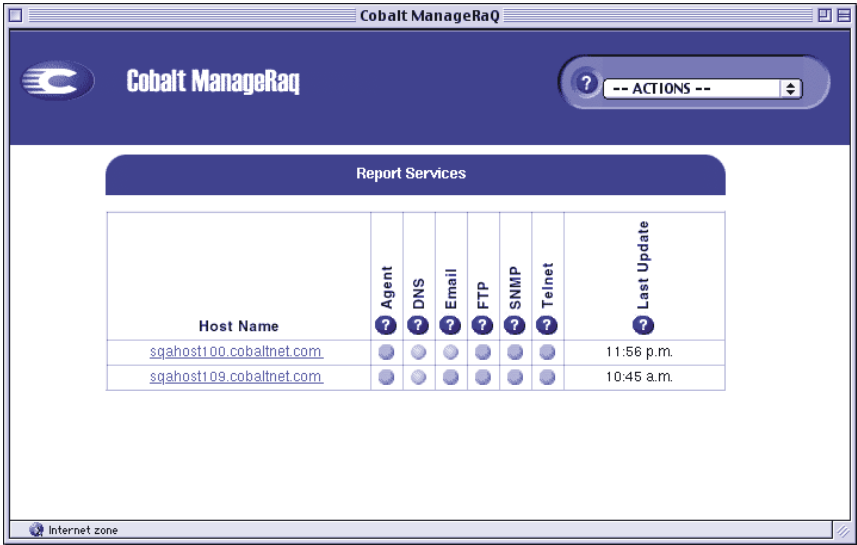 Cobalt ManageRaQ
C
Cobalt ManageRaq
?
-- ACTIONS --
Report Services
Host Name
Agent
DNS
Email
FTP
SNMP
Telnet
Last Update
? ? ? ? ? ? ?
sqahost100.cobaltnet.com 11:56 p.m.
sqahost109.cobaltnet.com 10:45 a.m.
Internet zone